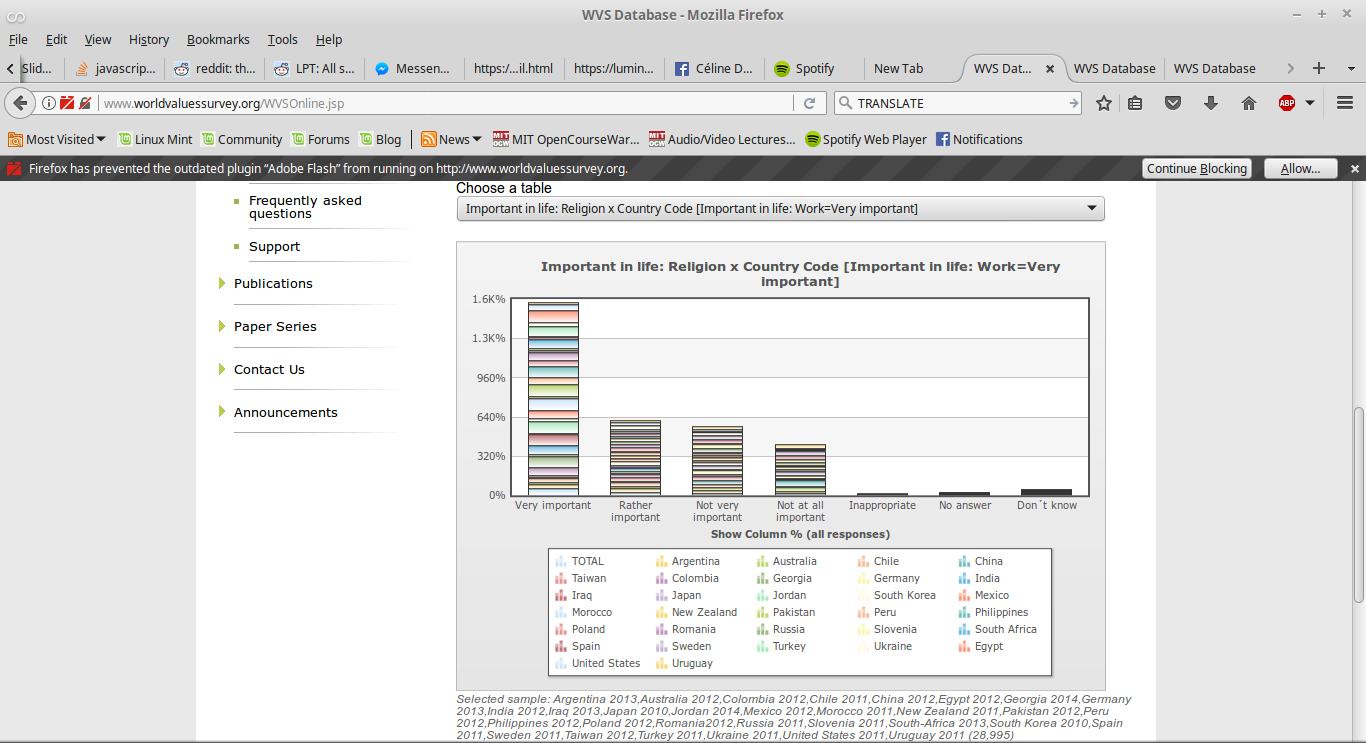 WVS Database - Mozilla Firefox
File Edit View History Bookmarks Tools Help
Slid... javascrip... reddit: th... LPT: All s... Messen... https:/...il.html https://lumin... Céline D... Spotify New Tab WVS Dat... WVS Database WVS Database
www.worldvaluessurvey.org/WVSOnline.jsp TRANSLATE ABP
Most Visited Linux Mint Community Forums Blog News MIT OpenCourseWar... Audio/Video Lectures... Spotify Web Player Notifications
Firefox has prevented the outdated plugin “Adobe Flash” from running on http://www.worldvaluessurvey.org. Continue Blocking Allow...
Frequently asked
questions
Support
Publications
Paper Series
Contact Us
Announcements
Choose a table
Important in life: Religion x Country Code [Important in life: Work=Very important]
Important in life: Religion x Country Code [Important in life: Work=Very
important]
1.6K%
1.3K%
960%
640%
320%
0%
Very important Rather important Not very important Not at all important Inappropriate No answer Don´t know
Show Column % (all responses)
TOTAL Argentina Australia Chile China
Taiwan Colombia Georgia Germany India
Iraq Japan Jordan South Korea Mexico
Morocco New Zealand Pakistan Peru Philippines
Poland Romania Russia Slovenia South Africa
Spain Sweden Turkey Ukraine Egypt
United States Uruguay
Selected sample: Argentina 2013,Australia 2012,Colombia 2012,Chile 2011,China 2012,Egypt 2012,Georgia 2014,Germany
2013,India 2012,Iraq 2013,Japan 2010,Jordan 2014,Mexico 2012,Morocco 2011,New Zealand 2011,Pakistan 2012,Peru
2012,Philippines 2012,Poland 2012,Romania2012,Russia 2011,Slovenia 2011,South-Africa 2013,South Korea 2010,Spain
2011,Sweden 2011,Taiwan 2012,Turkey 2011,Ukraine 2011,United States 2011,Uruguay 2011 (28,995)